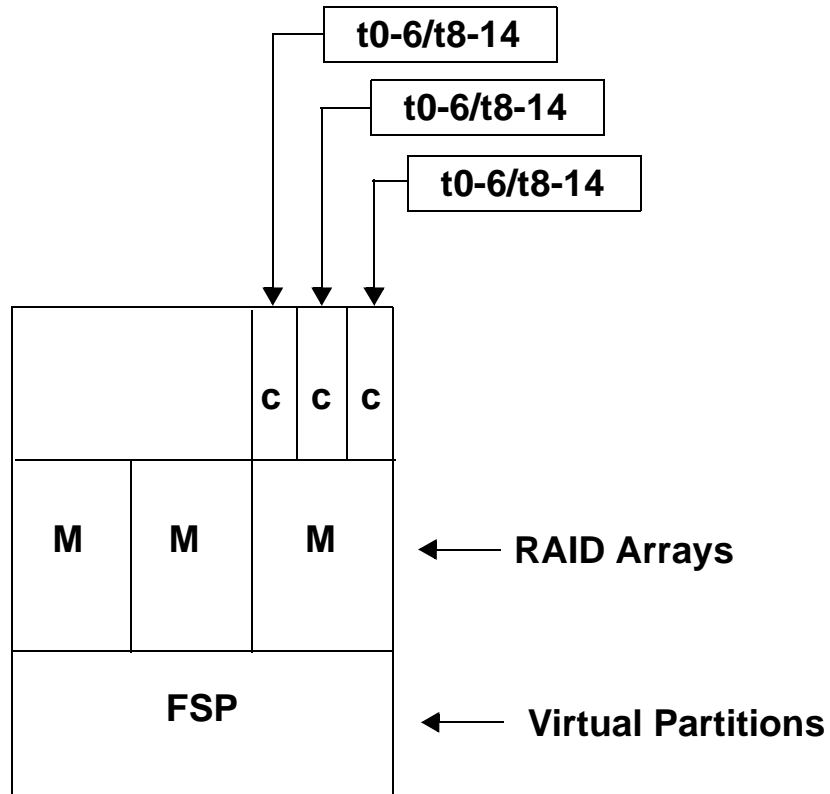 t0-6/t8-14
t0-6/t8-14
t0-6/t8-14
c c c
M M M
RAID Arrays
FSP
Virtual Partitions